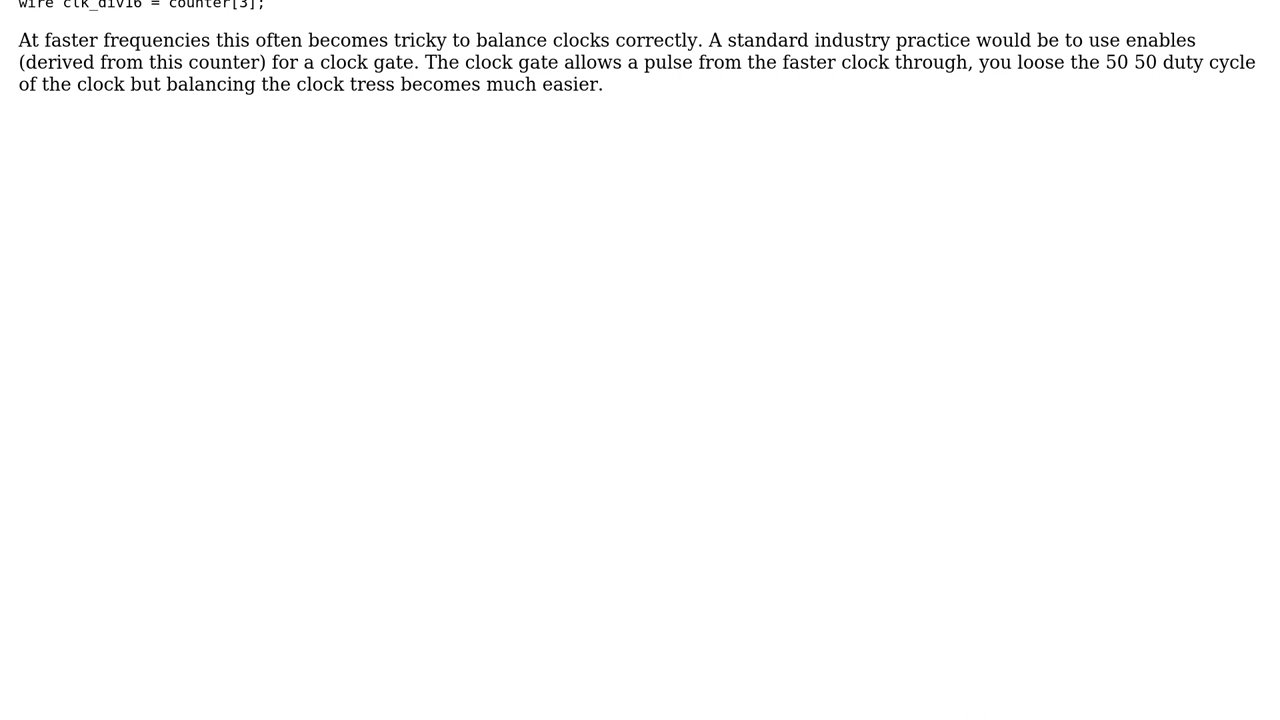 wire clk_div16 = counter[3];
At faster frequencies this often becomes tricky to balance clocks correctly. A standard industry practice would be to use enables
(derived from this counter) for a clock gate. The clock gate allows a pulse from the faster clock through, you loose the 50 50 duty cycle
of the clock but balancing the clock tress becomes much easier.